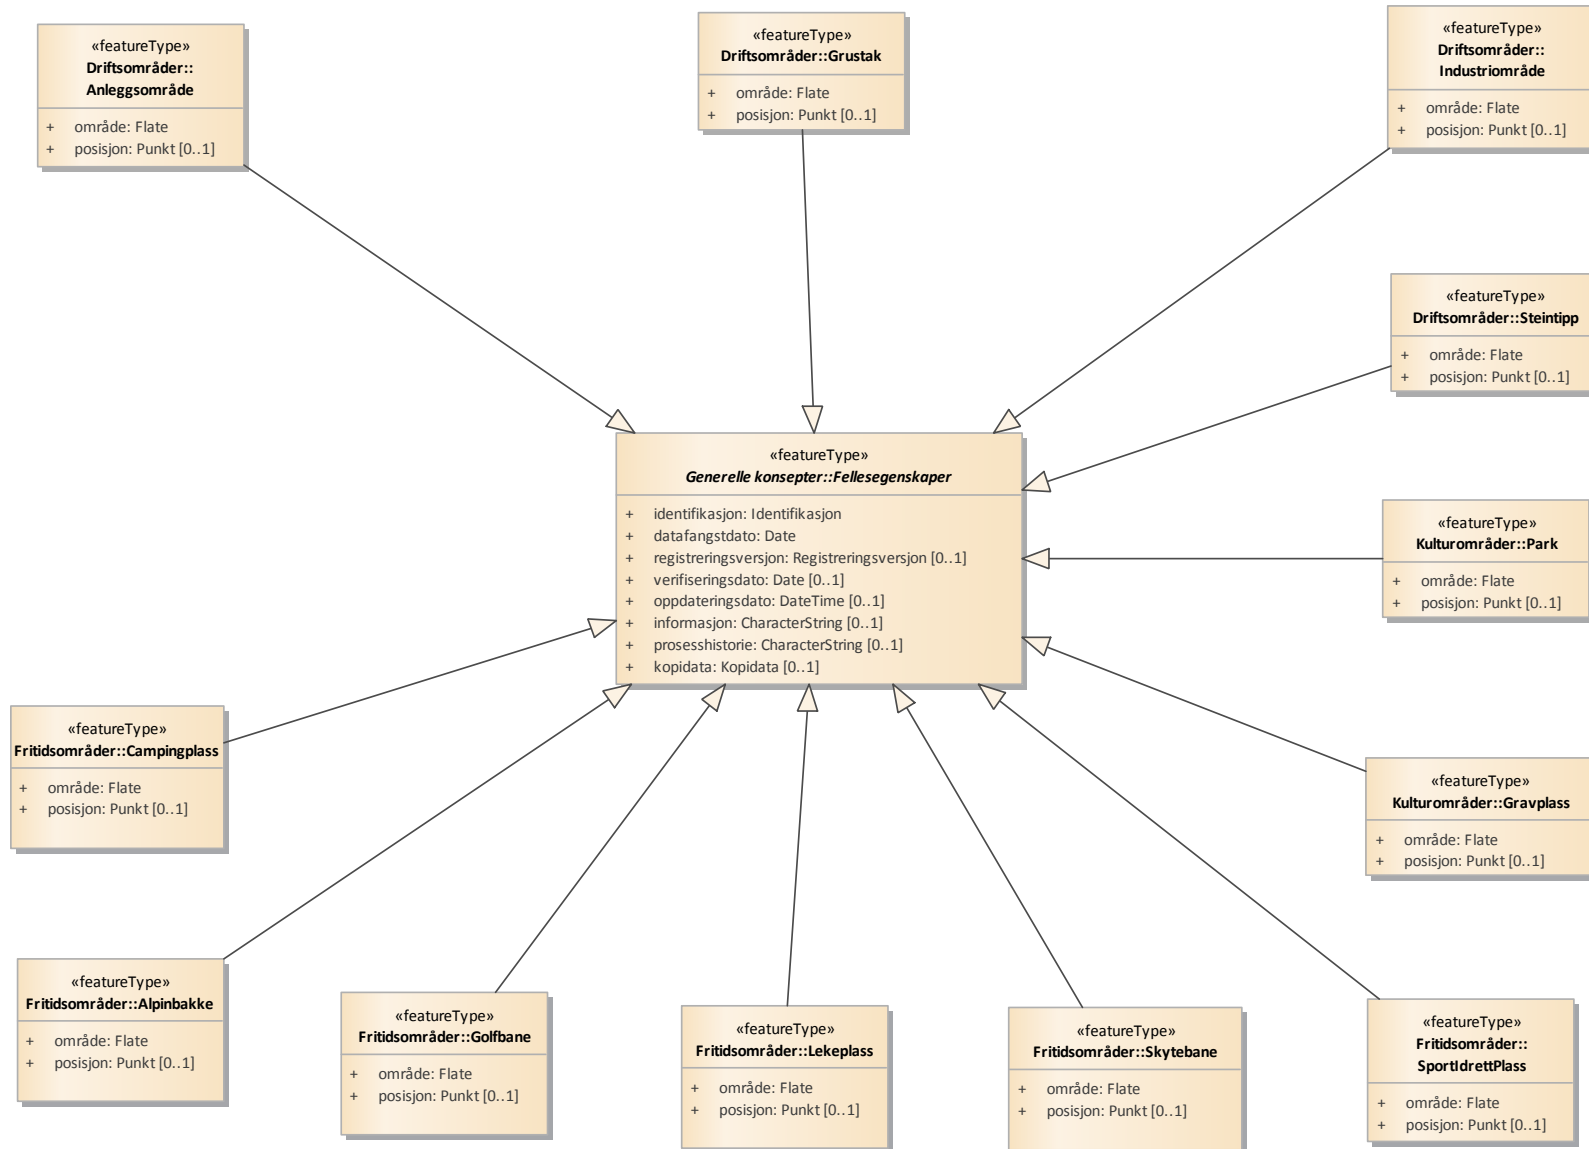 «featureType»
Driftsområder::
Anleggsområde
+ område: Flate
+ posisjon: Punkt [0..1]
«featureType»
Driftsområder::Grustak
+ område: Flate
+ posisjon: Punkt [0..1]
«featureType»
Driftsområder::
Industriområde
+ område: Flate
+ posisjon: Punkt [0..1]
«featureType»
Driftsområder::Steintipp
+ område: Flate
+ posisjon: Punkt [0..1]
«featureType»
Generelle konsepter::Fellesegenskaper
+ identifikasjon: Identifikasjon
+ datafangstdato: Date
+ registreringsversjon: Registreringsversjon [0..1]
+ verifiseringsdato: Date [0..1]
+ oppdateringsdato: DateTime [0..1]
+ informasjon: CharacterString [0..1]
+ prosesshistorie: CharacterString [0..1]
+ kopidata: Kopidata [0..1]
«featureType»
Kulturområder::Park
+ område: Flate
+ posisjon: Punkt [0..1]
«featureType»
Fritidsområder::Campingplass
+ område: Flate
+ posisjon: Punkt [0..1]
«featureType»
Kulturområder::Gravplass
+ område: Flate
+ posisjon: Punkt [0..1]
«featureType»
Fritidsområder::Alpinbakke
+ område: Flate
+ posisjon: Punkt [0..1]
«featureType»
Fritidsområder::Golfbane
+ område: Flate
+ posisjon: Punkt [0..1]
«featureType»
Fritidsområder::Lekeplass
+ område: Flate
+ posisjon: Punkt [0..1]
«featureType»
Fritidsområder::Skytebane
+ område: Flate
+ posisjon: Punkt [0..1]
«featureType»
Fritidsområder::
SportIdrettPlass
+ område: Flate
+ posisjon: Punkt [0..1]